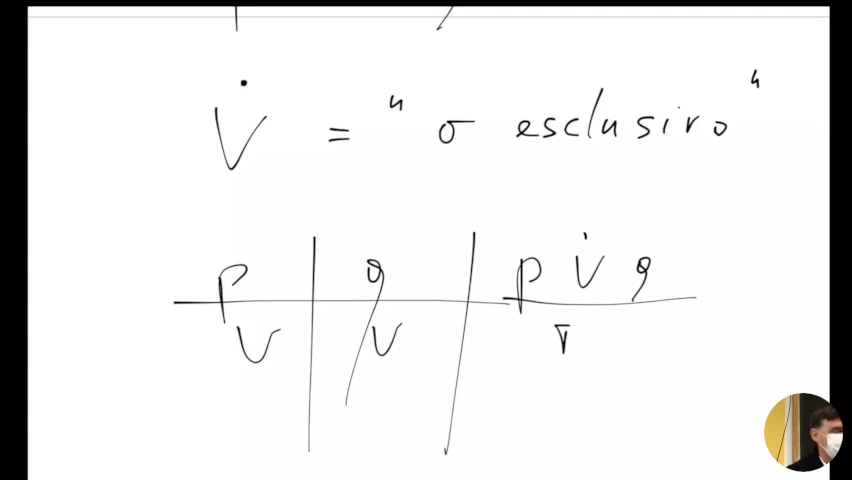 V̇ = "o esclusivo"
p q p V̇ q
V V